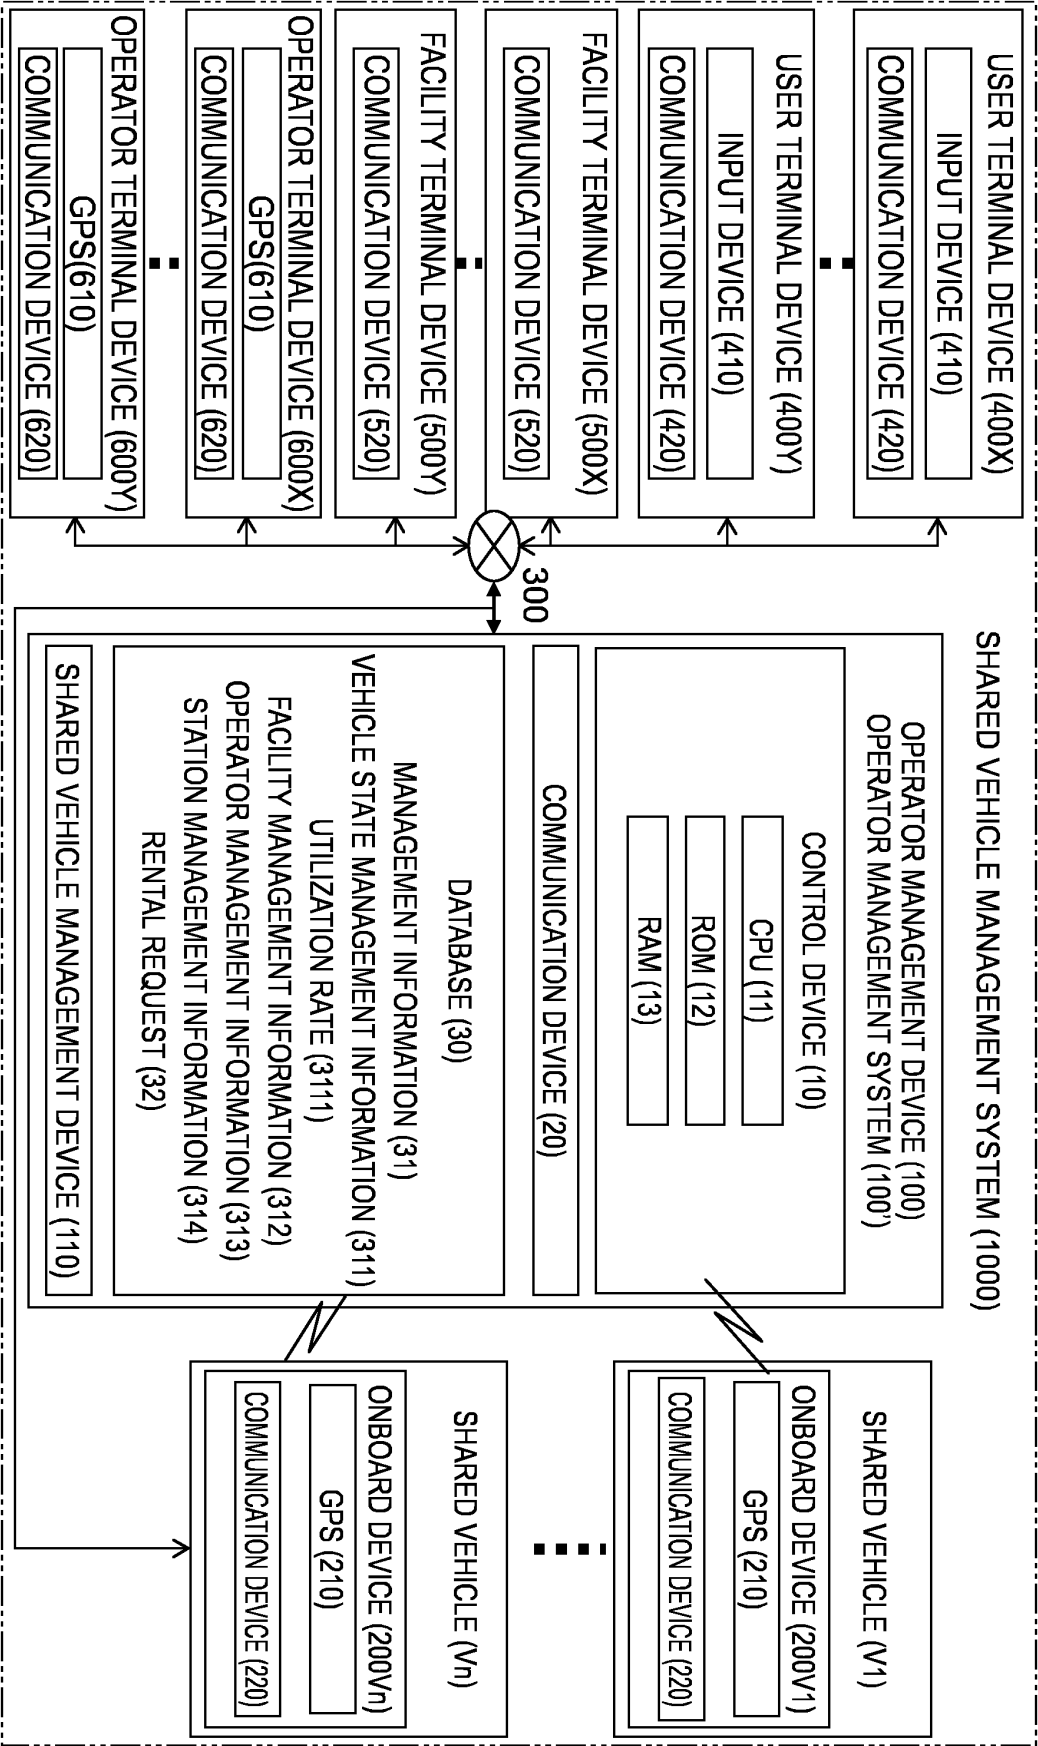 SHARED VEHICLE MANAGEMENT SYSTEM (1000)
USER TERMINAL DEVICE (400X)
INPUT DEVICE (410)
COMMUNICATION DEVICE (420)
USER TERMINAL DEVICE (400Y)
INPUT DEVICE (410)
COMMUNICATION DEVICE (420)
FACILITY TERMINAL DEVICE (500X)
COMMUNICATION DEVICE (520)
FACILITY TERMINAL DEVICE (500Y)
COMMUNICATION DEVICE (520)
OPERATOR TERMINAL DEVICE (600X)
GPS(610)
COMMUNICATION DEVICE (620)
OPERATOR TERMINAL DEVICE (600Y)
GPS(610)
COMMUNICATION DEVICE (620)
300
OPERATOR MANAGEMENT DEVICE (100)
OPERATOR MANAGEMENT SYSTEM (100')
CONTROL DEVICE (10)
CPU (11)
ROM (12)
RAM (13)
COMMUNICATION DEVICE (20)
DATABASE (30)
MANAGEMENT INFORMATION (31)
VEHICLE STATE MANAGEMENT INFORMATION (311)
UTILIZATION RATE (3111)
FACILITY MANAGEMENT INFORMATION (312)
OPERATOR MANAGEMENT INFORMATION (313)
STATION MANAGEMENT INFORMATION (314)
RENTAL REQUEST (32)
SHARED VEHICLE MANAGEMENT DEVICE (110)
SHARED VEHICLE (V1)
ONBOARD DEVICE (200V1)
GPS (210)
COMMUNICATION DEVICE (220)
SHARED VEHICLE (Vn)
ONBOARD DEVICE (200Vn)
GPS (210)
COMMUNICATION DEVICE (220)